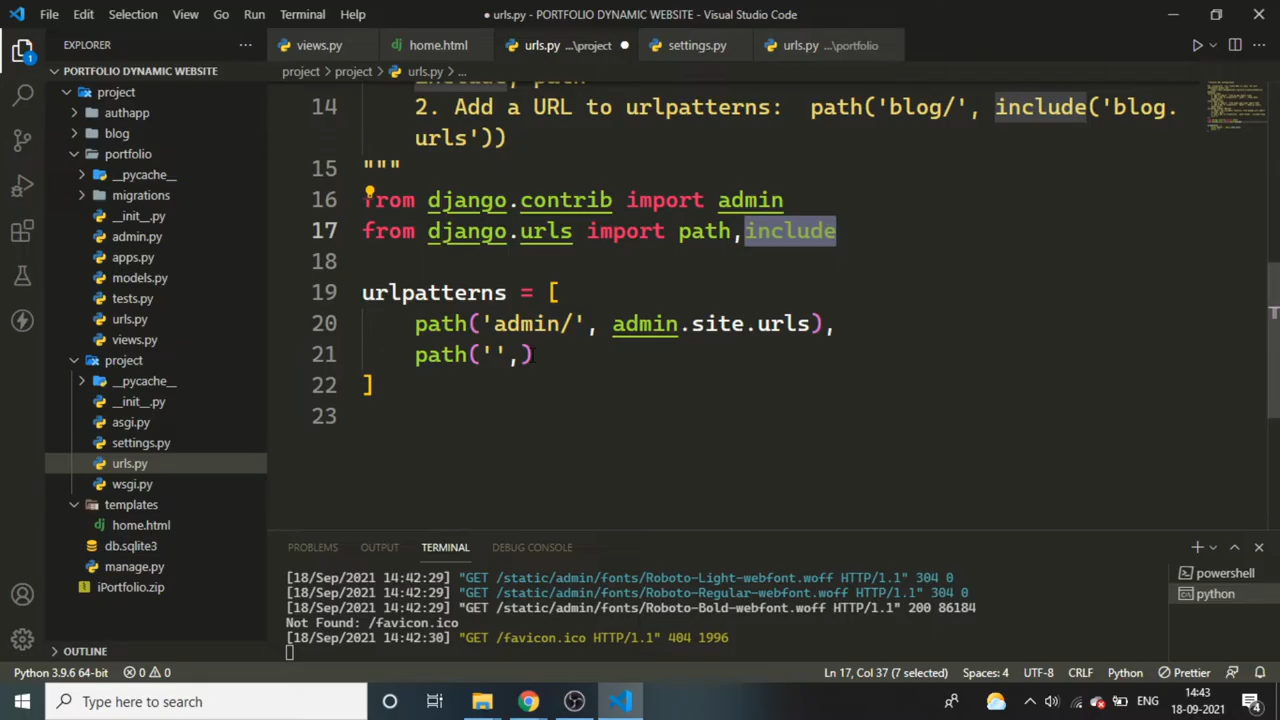 File Edit Selection View Go Run Terminal Help
● urls.py - PORTFOLIO DYNAMIC WEBSITE - Visual Studio Code
EXPLORER
views.py home.html urls.py ...\project settings.py urls.py ...\portfolio
PORTFOLIO DYNAMIC WEBSITE
project > project > urls.py > ...
project
authapp
blog
portfolio
__pycache__
migrations
__init__.py
admin.py
apps.py
models.py
tests.py
urls.py
views.py
project
__pycache__
__init__.py
asgi.py
settings.py
urls.py
wsgi.py
templates
home.html
db.sqlite3
manage.py
iPortfolio.zip
OUTLINE
include, path
14 2. Add a URL to urlpatterns:  path('blog/', include('blog.
urls'))
15 """
16 from django.contrib import admin
17 from django.urls import path,include
18
19 urlpatterns = [
20 path('admin/', admin.site.urls),
21 path('',)
22 ]
23
PROBLEMS OUTPUT TERMINAL DEBUG CONSOLE
[18/Sep/2021 14:42:29] "GET /static/admin/fonts/Roboto-Light-webfont.woff HTTP/1.1" 304 0
[18/Sep/2021 14:42:29] "GET /static/admin/fonts/Roboto-Regular-webfont.woff HTTP/1.1" 304 0
[18/Sep/2021 14:42:29] "GET /static/admin/fonts/Roboto-Bold-webfont.woff HTTP/1.1" 200 86184
Not Found: /favicon.ico
[18/Sep/2021 14:42:30] "GET /favicon.ico HTTP/1.1" 404 1996
powershell
python
1
Python 3.9.6 64-bit 0 0 Ln 17, Col 37 (7 selected) Spaces: 4 UTF-8 CRLF Python Prettier
Type here to search
ENG
14:43
18-09-2021
4